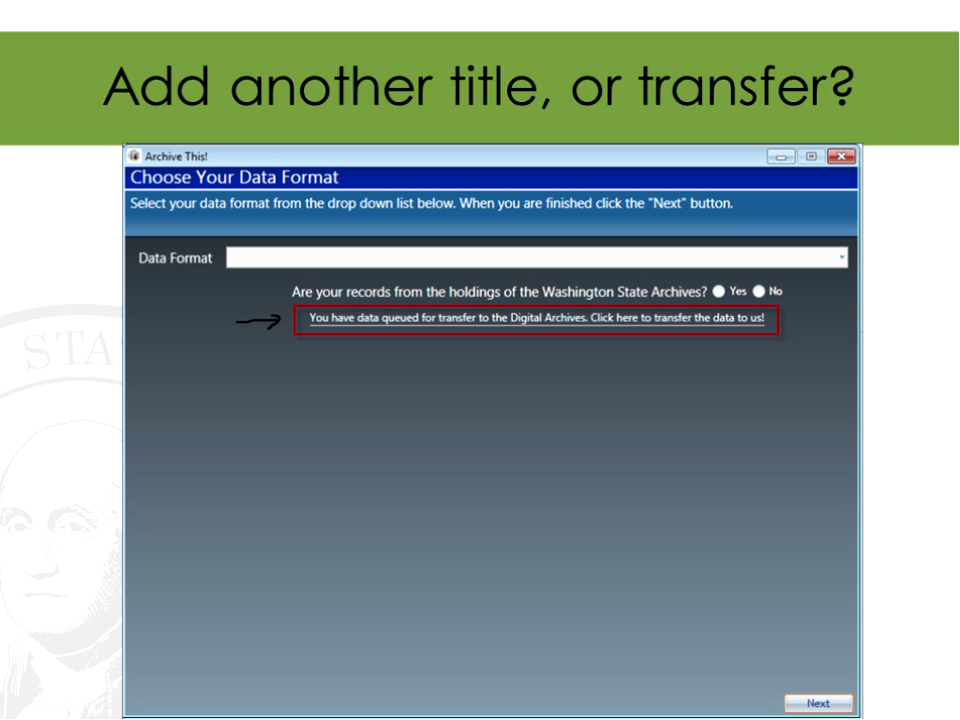 Add another title, or transfer?
Archive This!
Choose Your Data Format
Select your data format from the drop down list below. When you are finished click the "Next" button.
Data Format
Are your records from the holdings of the Washington State Archives? Yes No
You have data queued for transfer to the Digital Archives. Click here to transfer the data to us!
STA
Next